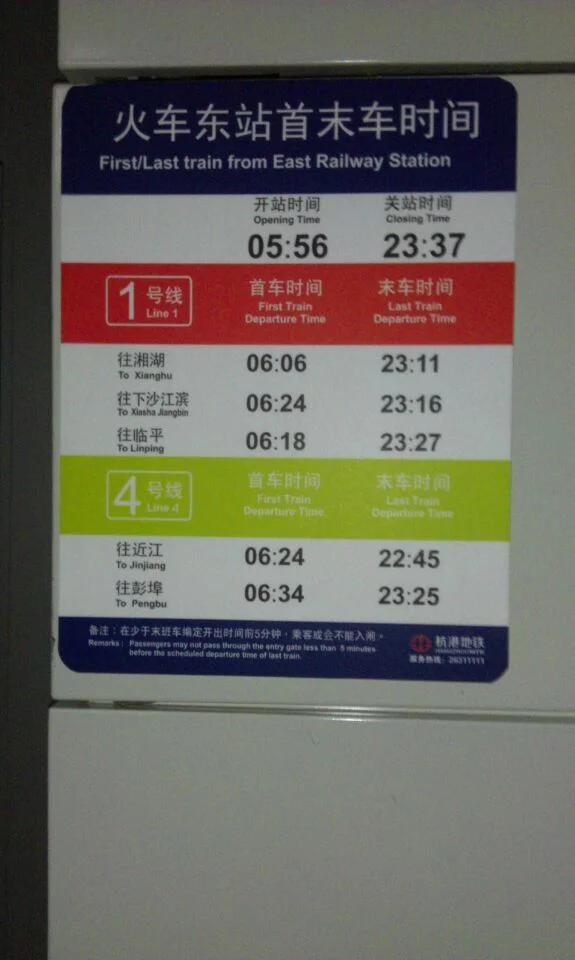 火车东站首末车时间
First/Last train from East Railway Station
开站时间 关站时间
Opening Time Closing Time
05:56 23:37
1 号线 首车时间 末车时间
Line 1 First Train Last Train
Departure Time Departure Time
往湘湖 06:06 23:11
To Xianghu
往下沙江滨 06:24 23:16
To Xiasha Jiangbin
往临平 06:18 23:27
To Linping
4 号线 首车时间 末车时间
Line 4 First Train Last Train
Departure Time Departure Time
往近江 06:24 22:45
To Jinjiang
往彭埠 06:34 23:25
To Pengbu
备注：在少于末班车编定开出时间前5分钟，乘客或会不能入闸。
Remarks : Passengers may not pass through the entry gate less than 5 minutes
before the scheduled departure time of last train.
杭港地铁
服务热线：26311111